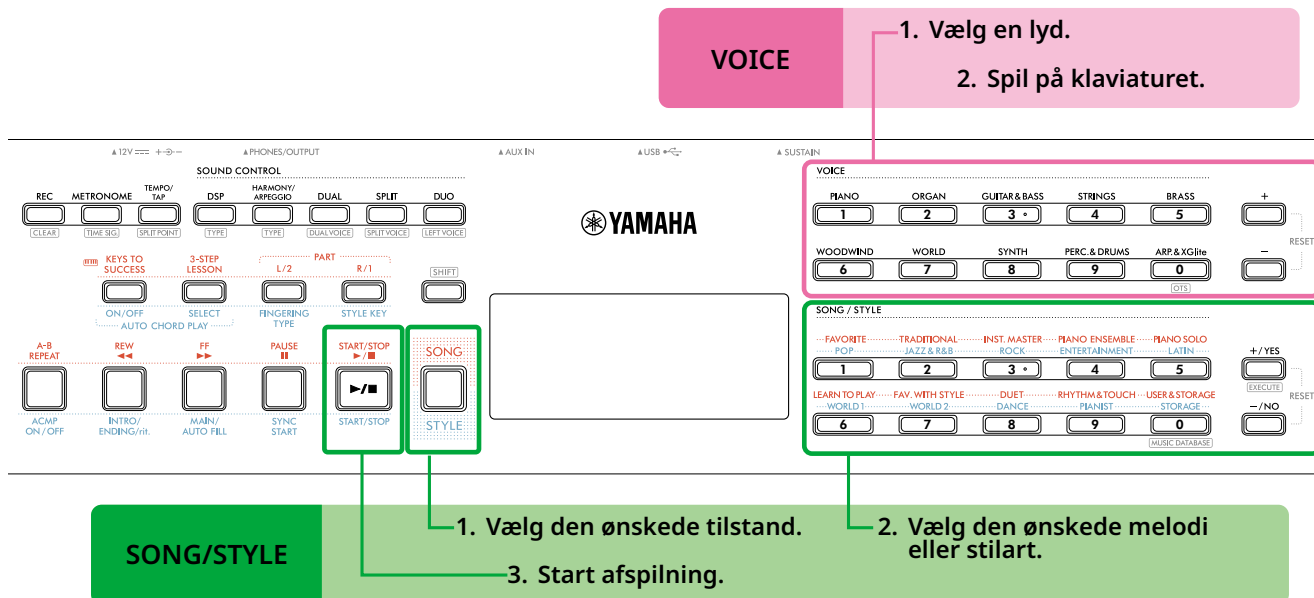 VOICE
1. Vælg en lyd.
2. Spil på klaviaturet.
▲12V ⎓ +-
▲PHONES/OUTPUT
▲AUX IN
▲USB
▲SUSTAIN
SOUND CONTROL
REC METRONOME TEMPO/TAP DSP HARMONY/ARPEGGIO DUAL SPLIT DUO
CLEAR TIME SIG. SPLIT POINT TYPE TYPE DUAL VOICE SPLIT VOICE LEFT VOICE
YAMAHA
VOICE
PIANO ORGAN GUITAR & BASS STRINGS BRASS +
1 2 3 4 5
WOODWIND WORLD SYNTH PERC. & DRUMS ARP. & XGlite −
6 7 8 9 0
OTS
RESET
KEYS TO SUCCESS 3-STEP LESSON PART L/2 R/1 SHIFT
ON/OFF SELECT FINGERING TYPE STYLE KEY
AUTO CHORD PLAY
A-B REPEAT REW ◀◀ FF ▶▶ PAUSE ▮▮ START/STOP ▶/■ SONG
▶/■
ACMP ON/OFF INTRO/ENDING/rit. MAIN/AUTO FILL SYNC START START/STOP STYLE
SONG / STYLE
FAVORITE TRADITIONAL INST. MASTER PIANO ENSEMBLE PIANO SOLO
POP JAZZ & R&B ROCK ENTERTAINMENT LATIN +/YES
1 2 3 4 5
EXECUTE
LEARN TO PLAY FAV. WITH STYLE DUET RHYTHM & TOUCH USER & STORAGE
WORLD 1 WORLD 2 DANCE PIANIST STORAGE −/NO
6 7 8 9 0
MUSIC DATABASE
RESET
SONG/STYLE
1. Vælg den ønskede tilstand.
3. Start afspilning.
2. Vælg den ønskede melodi
eller stilart.